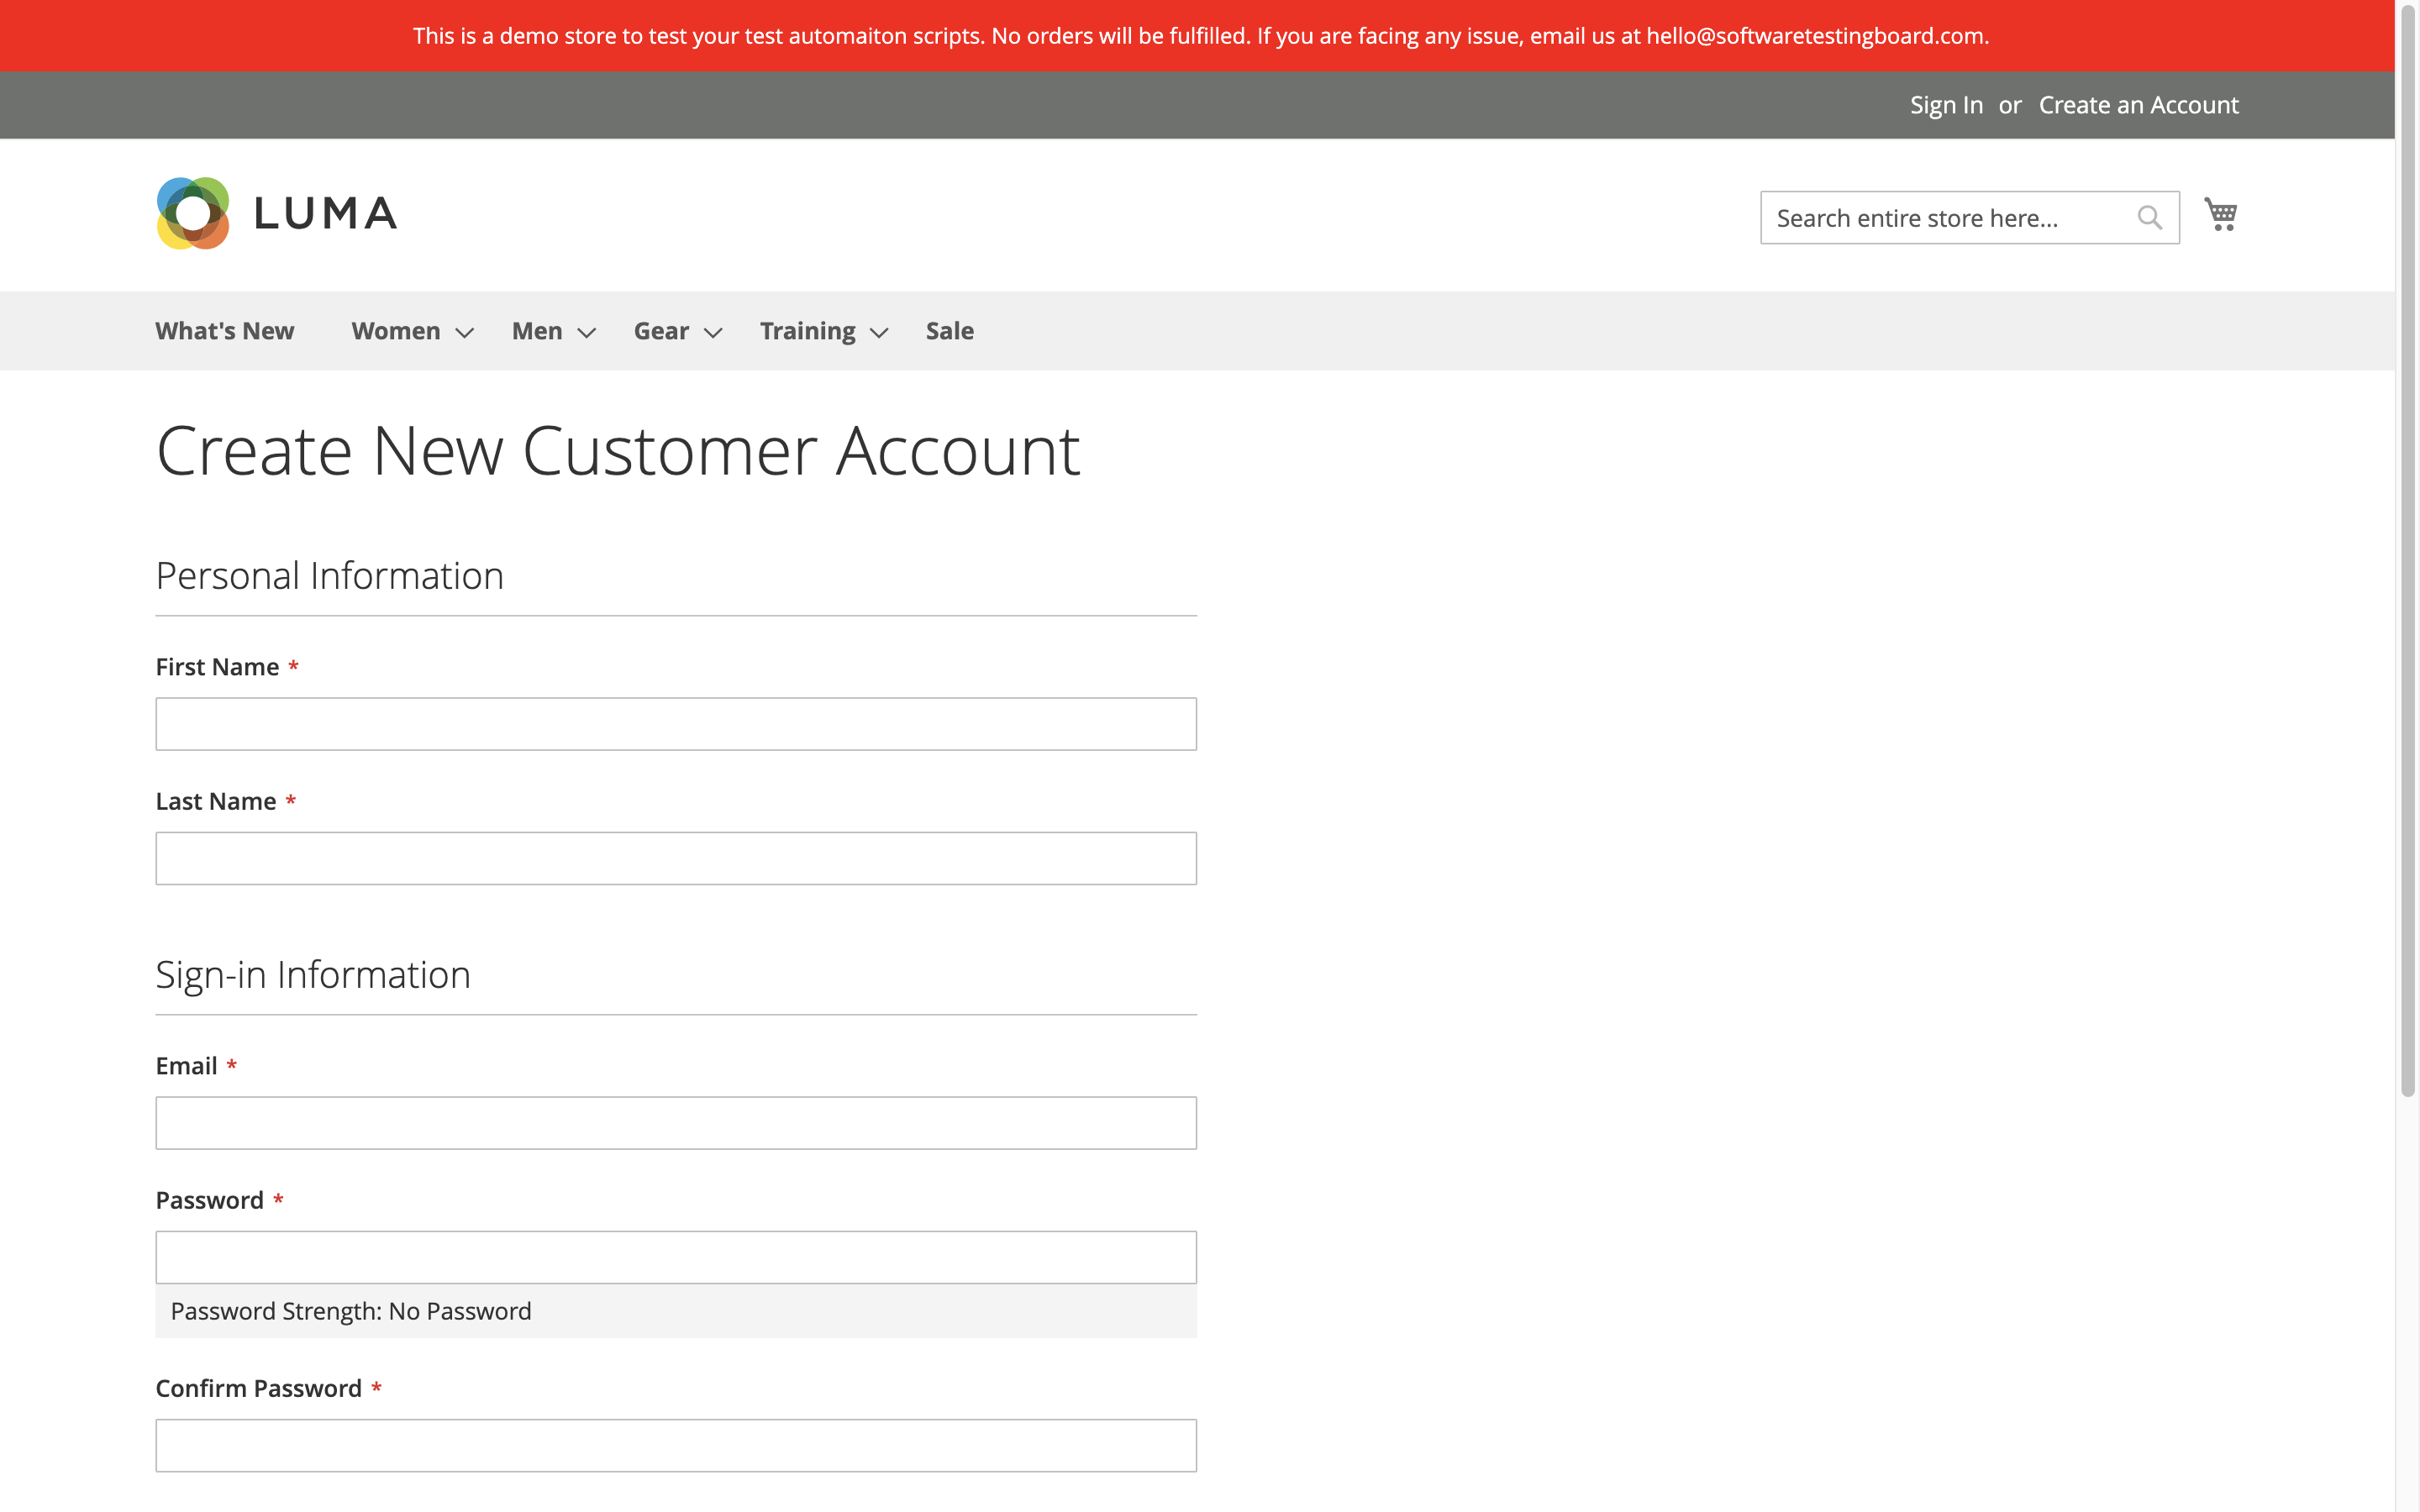 This is a demo store to test your test automaiton scripts. No orders will be fulfilled. If you are facing any issue, email us at hello@softwaretestingboard.com.
Sign In or Create an Account
LUMA
Search entire store here...
What's New Women Men Gear Training Sale
Create New Customer Account
Personal Information
First Name *
Last Name *
Sign-in Information
Email *
Password *
Password Strength: No Password
Confirm Password *